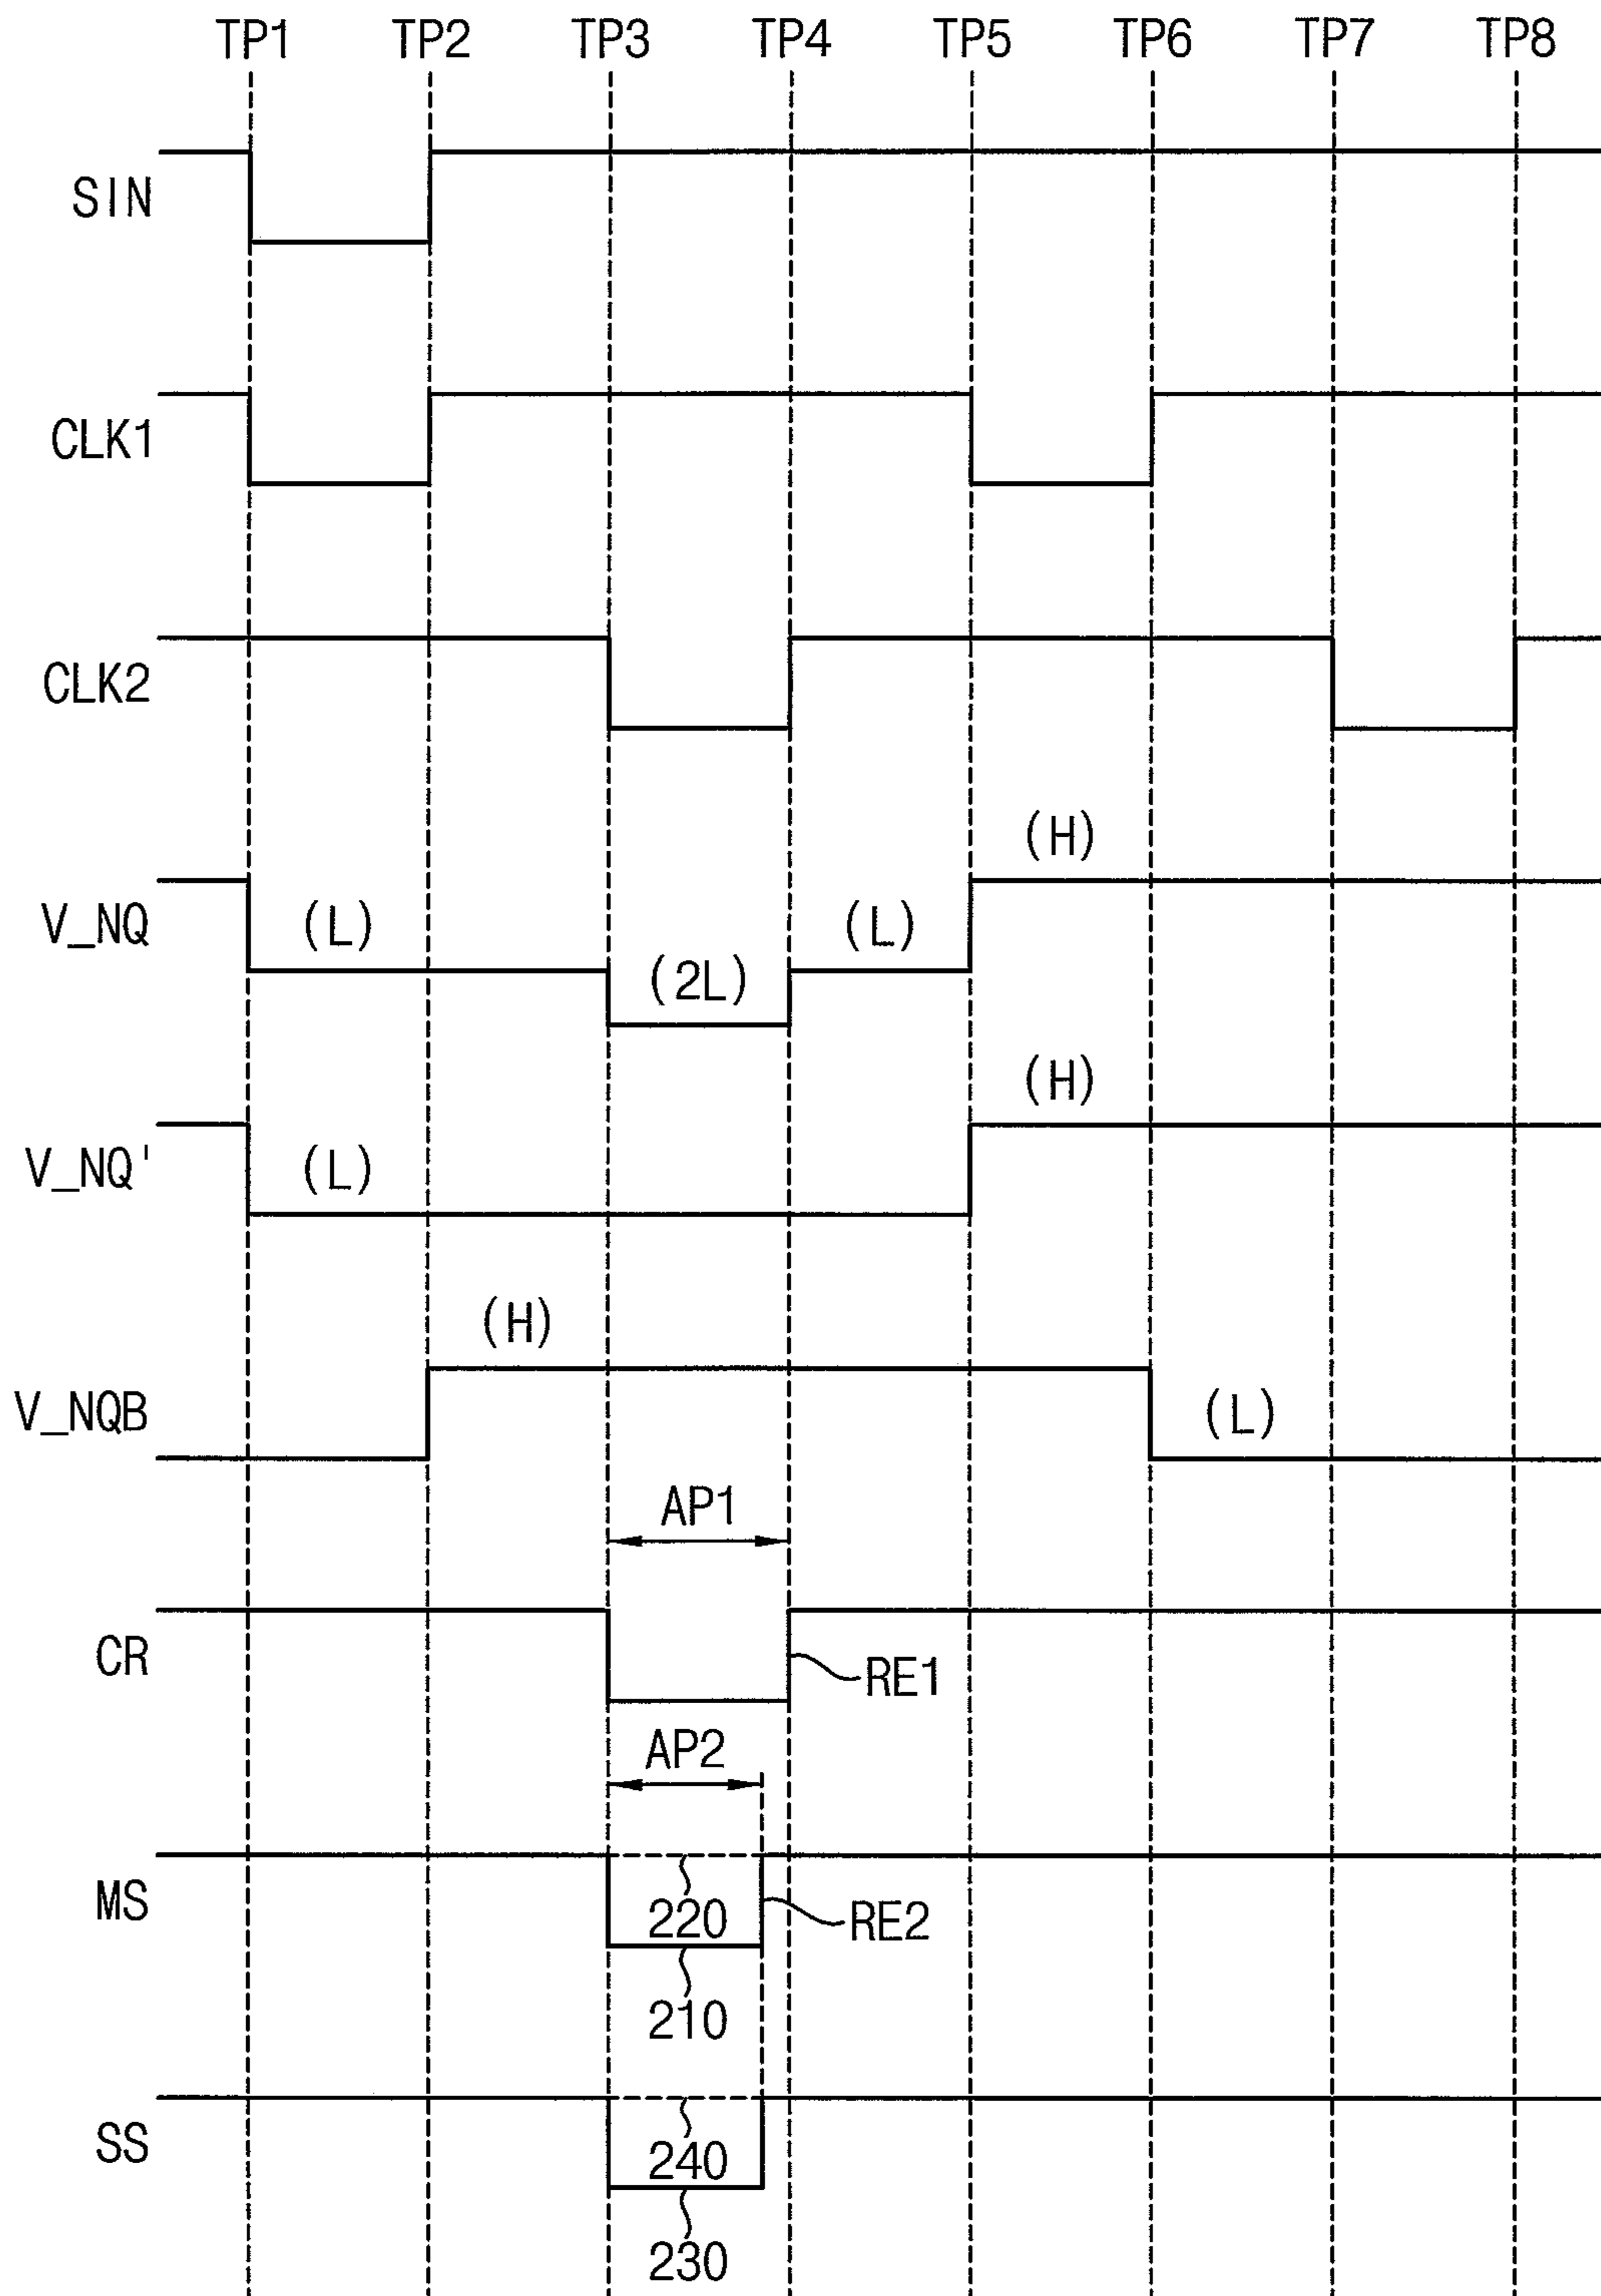 TP1 TP2 TP3 TP4 TP5 TP6 TP7 TP8
SIN
CLK1
CLK2
(H)
V_NQ
(L)
(2L)
(L)
(H)
V_NQ'
(L)
(H)
V_NQB
(L)
AP1
CR
RE1
AP2
MS
220
RE2
210
SS
240
230